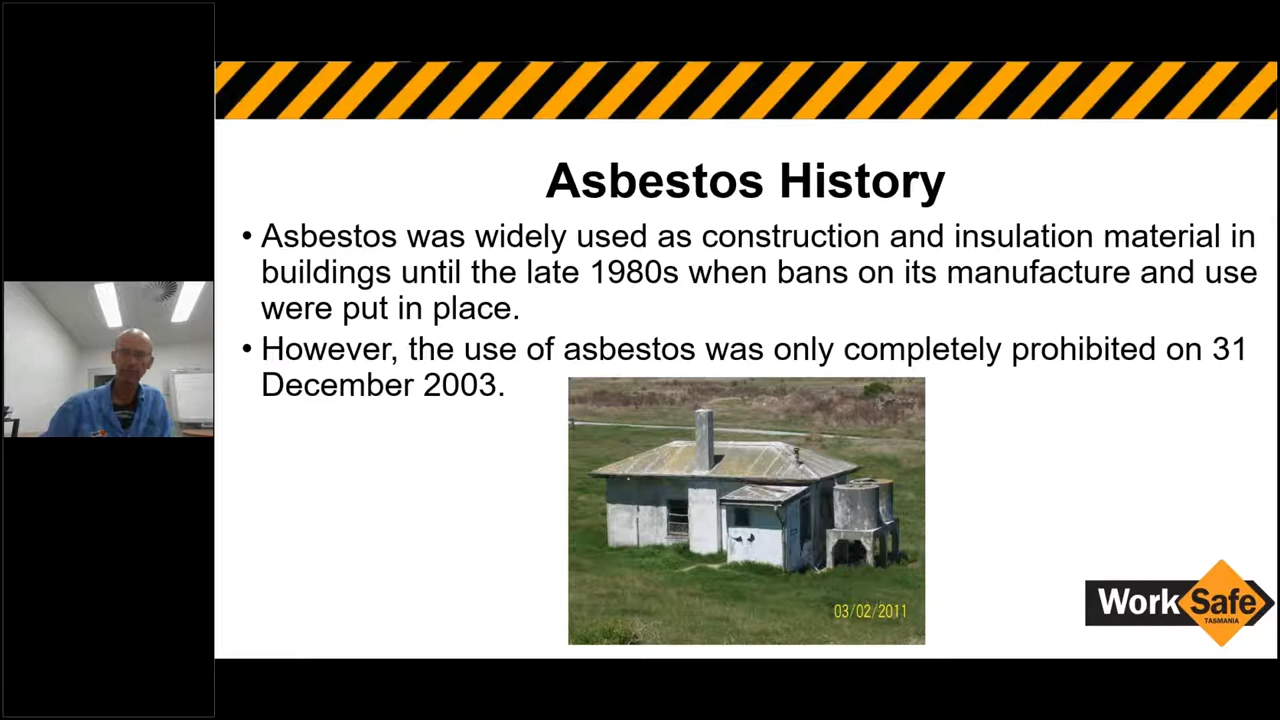 Asbestos History
• Asbestos was widely used as construction and insulation material in
buildings until the late 1980s when bans on its manufacture and use
were put in place.
• However, the use of asbestos was only completely prohibited on 31
December 2003.
03/02/2011
WorkSafe
TASMANIA